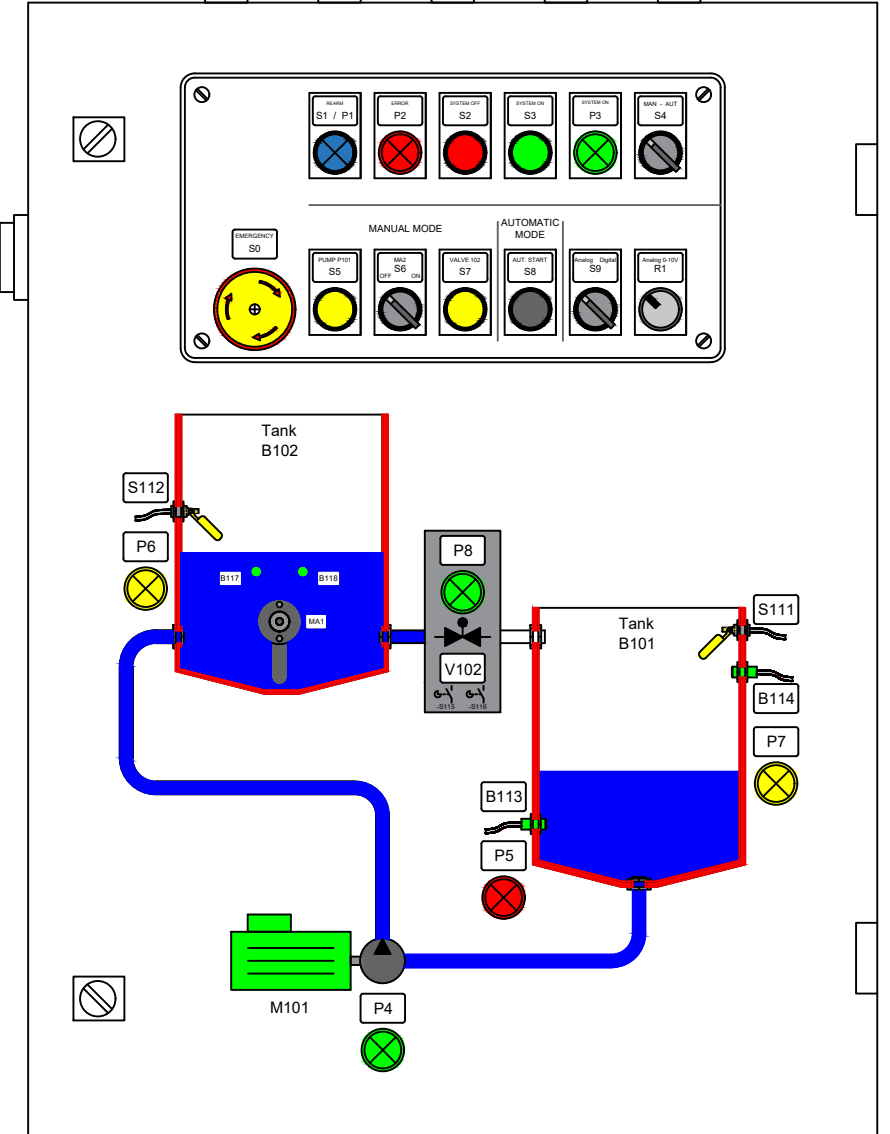 REARM
S1 / P1
ERROR
P2
SYSTEM OFF
S2
SYSTEM ON
S3
SYSTEM ON
P3
MAN - AUT
S4
MANUAL MODE
AUTOMATIC
MODE
EMERGENCY
S0
PUMP P101
S5
MA2
S6
OFF ON
VALVE 102
S7
AUT. START
S8
Analog Digital
S9
Analog 0-10V
R1
Tank
B102
S112
P6
B117
B118
MA1
P8
V102
-S115
-S116
Tank
B101
S111
B114
P7
B113
P5
M101
P4